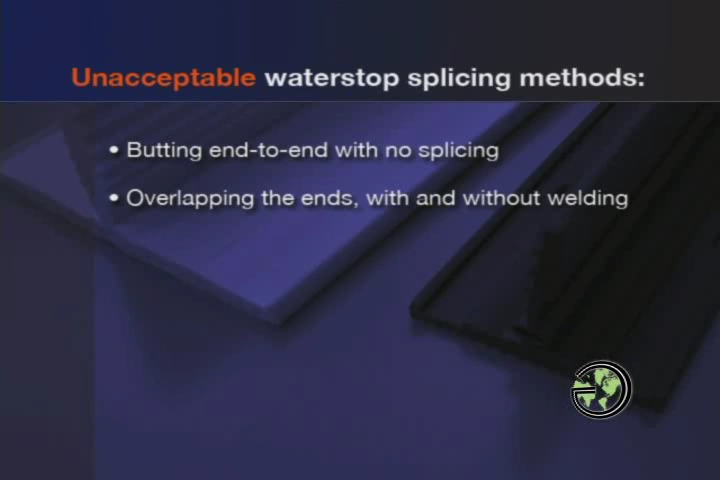 Unacceptable waterstop splicing methods:
• Butting end-to-end with no splicing
• Overlapping the ends, with and without welding